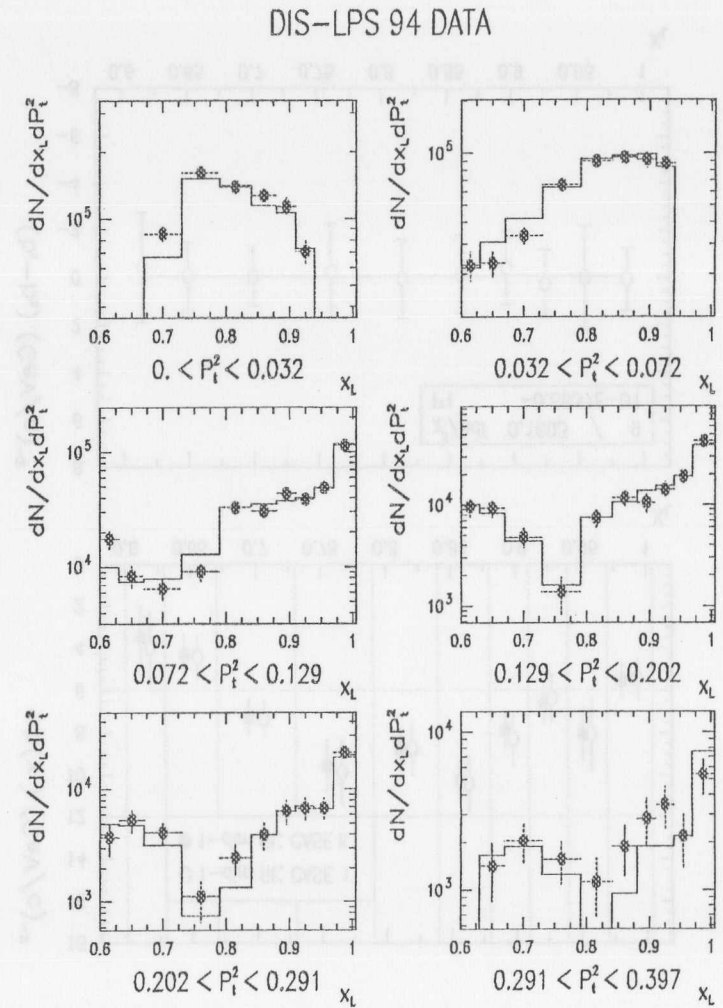 DIS–LPS 94 DATA
dN/dx_L dP_t^2
10^5
0.6 0.7 0.8 0.9 1
0. < P_t^2 < 0.032 x_L
dN/dx_L dP_t^2
10^5
0.6 0.7 0.8 0.9 1
0.032 < P_t^2 < 0.072 x_L
dN/dx_L dP_t^2
10^5
10^4
0.6 0.7 0.8 0.9 1
0.072 < P_t^2 < 0.129 x_L
dN/dx_L dP_t^2
10^4
10^3
0.6 0.7 0.8 0.9 1
0.129 < P_t^2 < 0.202 x_L
dN/dx_L dP_t^2
10^4
10^3
0.6 0.7 0.8 0.9 1
0.202 < P_t^2 < 0.291 x_L
dN/dx_L dP_t^2
10^4
10^3
0.6 0.7 0.8 0.9 1
0.291 < P_t^2 < 0.397 x_L